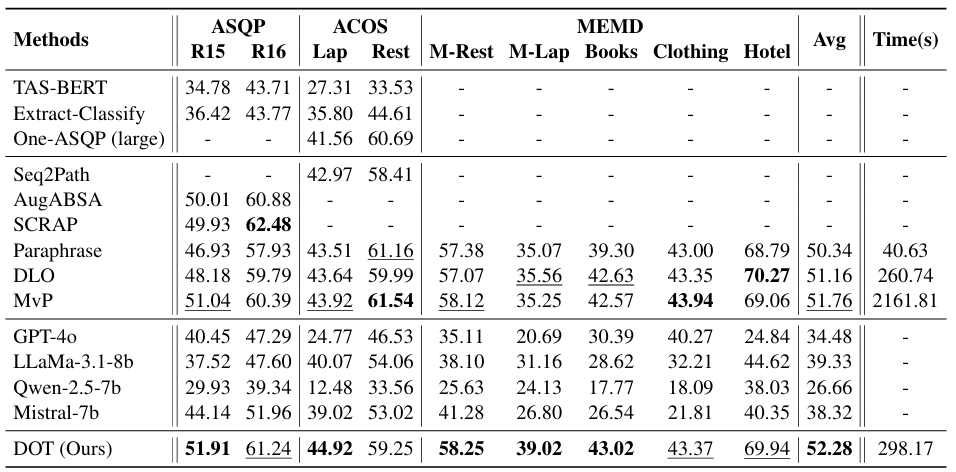 Methods ASQP ACOS MEMD Avg Time(s)
R15 R16 Lap Rest M-Rest M-Lap Books Clothing Hotel
TAS-BERT 34.78 43.71 27.31 33.53 - - - - - - -
Extract-Classify 36.42 43.77 35.80 44.61 - - - - - - -
One-ASQP (large) - - 41.56 60.69 - - - - - - -
Seq2Path - - 42.97 58.41 - - - - - - -
AugABSA 50.01 60.88 - - - - - - - - -
SCRAP 49.93 62.48 - - - - - - - - -
Paraphrase 46.93 57.93 43.51 61.16 57.38 35.07 39.30 43.00 68.79 50.34 40.63
DLO 48.18 59.79 43.64 59.99 57.07 35.56 42.63 43.35 70.27 51.16 260.74
MvP 51.04 60.39 43.92 61.54 58.12 35.25 42.57 43.94 69.06 51.76 2161.81
GPT-4o 40.45 47.29 24.77 46.53 35.11 20.69 30.39 40.27 24.84 34.48 -
LLaMa-3.1-8b 37.52 47.60 40.07 54.06 38.10 31.16 28.62 32.21 44.62 39.33 -
Qwen-2.5-7b 29.93 39.34 12.48 33.56 25.63 24.13 17.77 18.09 38.03 26.66 -
Mistral-7b 44.14 51.96 39.02 53.02 41.28 26.80 26.54 21.81 40.35 38.32 -
DOT (Ours) 51.91 61.24 44.92 59.25 58.25 39.02 43.02 43.37 69.94 52.28 298.17